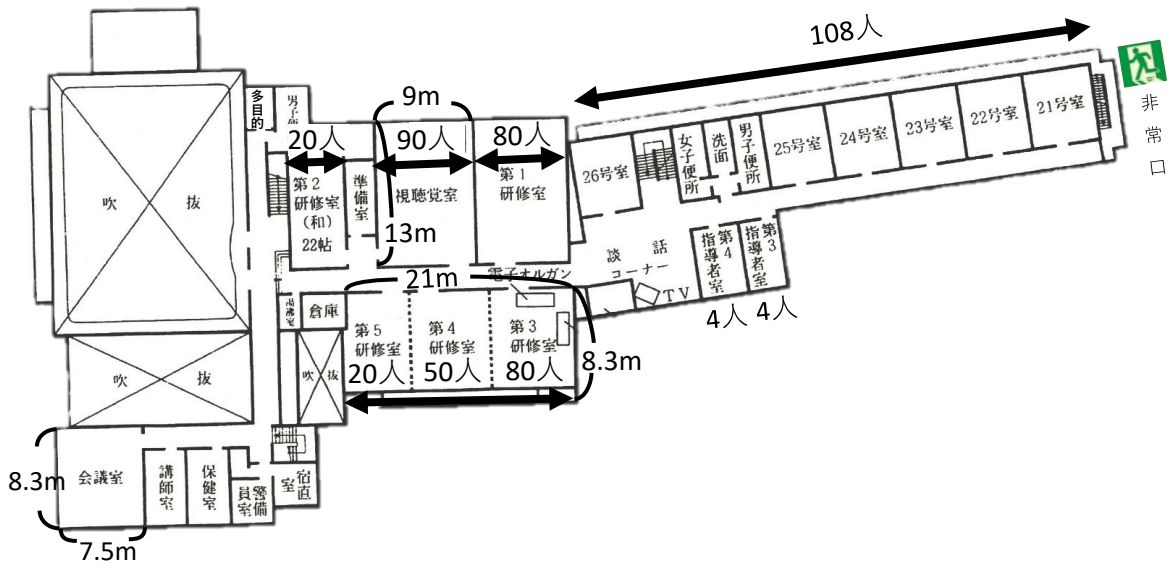 108人
非常口
多目的
男子便
9m
20人
90人
80人
第2
研修室
(和)
22帖
準備室
視聴覚室
第1
研修室
26号室
女子便所
洗面
男子便所
25号室
24号室
23号室
22号室
21号室
吹 抜
13m
談 話
コーナー
TV
第4
指導者室
第3
指導者室
4人
4人
電子オルガン
21m
湯沸室
倉庫
第5
研修室
20人
第4
研修室
50人
第3
研修室
80人
8.3m
吹 抜
吹 抜
8.3m
会議室
講師室
保健室
警備
員室
宿直
室
7.5m